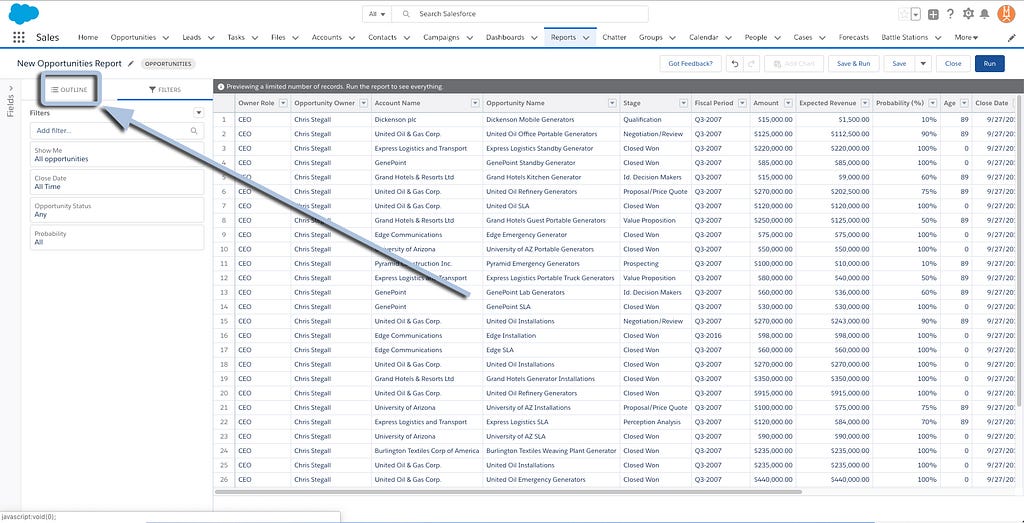 All
Search Salesforce
Sales Home Opportunities Leads Tasks Files Accounts Contacts Campaigns Dashboards Reports Chatter Groups Calendar People Cases Forecasts Battle Stations More
New Opportunities Report OPPORTUNITIES Got Feedback? Add Chart Save & Run Save Close Run
Fields
OUTLINE FILTERS
Filters
Add filter...
Show Me
All opportunities
Close Date
All Time
Opportunity Status
Any
Probability
All
Previewing a limited number of records. Run the report to see everything.
Owner Role Opportunity Owner Account Name Opportunity Name Stage Fiscal Period Amount Expected Revenue Probability (%) Age Close Date
1 CEO Chris Stegall Dickenson plc Dickenson Mobile Generators Qualification Q3-2007 $15,000.00 $1,500.00 10% 89 9/27/20
2 CEO Chris Stegall United Oil & Gas Corp. United Oil Office Portable Generators Negotiation/Review Q3-2007 $125,000.00 $112,500.00 90% 89 9/27/20
3 CEO Chris Stegall Express Logistics and Transport Express Logistics Standby Generator Closed Won Q3-2007 $220,000.00 $220,000.00 100% 0 9/27/20
4 CEO Chris Stegall GenePoint GenePoint Standby Generator Closed Won Q3-2007 $85,000.00 $85,000.00 100% 0 9/27/20
5 CEO Chris Stegall Grand Hotels & Resorts Ltd Grand Hotels Kitchen Generator Id. Decision Makers Q3-2007 $15,000.00 $9,000.00 60% 89 9/27/20
6 CEO Chris Stegall United Oil & Gas Corp. United Oil Refinery Generators Proposal/Price Quote Q3-2007 $270,000.00 $202,500.00 75% 89 9/27/20
7 CEO Chris Stegall United Oil & Gas Corp. United Oil SLA Closed Won Q3-2007 $120,000.00 $120,000.00 100% 0 9/27/20
8 CEO Chris Stegall Grand Hotels & Resorts Ltd Grand Hotels Guest Portable Generators Value Proposition Q3-2007 $250,000.00 $125,000.00 50% 89 9/27/20
9 CEO Chris Stegall Edge Communications Edge Emergency Generator Closed Won Q3-2007 $75,000.00 $75,000.00 100% 0 9/27/20
10 CEO Chris Stegall University of Arizona University of AZ Portable Generators Closed Won Q3-2007 $50,000.00 $50,000.00 100% 0 9/27/20
11 CEO Chris Stegall Pyramid Construction Inc. Pyramid Emergency Generators Prospecting Q3-2007 $100,000.00 $10,000.00 10% 89 9/27/20
12 CEO Chris Stegall Express Logistics and Transport Express Logistics Portable Truck Generators Value Proposition Q3-2007 $80,000.00 $40,000.00 50% 89 9/27/20
13 CEO Chris Stegall GenePoint GenePoint Lab Generators Id. Decision Makers Q3-2007 $60,000.00 $36,000.00 60% 89 9/27/20
14 CEO Chris Stegall GenePoint GenePoint SLA Closed Won Q3-2007 $30,000.00 $30,000.00 100% 0 9/27/20
15 CEO Chris Stegall United Oil & Gas Corp. United Oil Installations Negotiation/Review Q3-2007 $270,000.00 $243,000.00 90% 89 9/27/20
16 CEO Chris Stegall Edge Communications Edge Installation Closed Won Q3-2016 $98,000.00 $98,000.00 100% 0 9/27/20
17 CEO Chris Stegall Edge Communications Edge SLA Closed Won Q3-2007 $60,000.00 $60,000.00 100% 0 9/27/20
18 CEO Chris Stegall United Oil & Gas Corp. United Oil Installations Closed Won Q3-2007 $270,000.00 $270,000.00 100% 0 9/27/20
19 CEO Chris Stegall Grand Hotels & Resorts Ltd Grand Hotels Generator Installations Closed Won Q3-2007 $350,000.00 $350,000.00 100% 0 9/27/20
20 CEO Chris Stegall United Oil & Gas Corp. United Oil Refinery Generators Closed Won Q3-2007 $915,000.00 $915,000.00 100% 0 9/27/20
21 CEO Chris Stegall University of Arizona University of AZ Installations Proposal/Price Quote Q3-2007 $100,000.00 $75,000.00 75% 89 9/27/20
22 CEO Chris Stegall Express Logistics and Transport Express Logistics SLA Perception Analysis Q3-2007 $120,000.00 $84,000.00 70% 89 9/27/20
23 CEO Chris Stegall University of Arizona University of AZ SLA Closed Won Q3-2007 $90,000.00 $90,000.00 100% 0 9/27/20
24 CEO Chris Stegall Burlington Textiles Corp of America Burlington Textiles Weaving Plant Generator Closed Won Q3-2007 $235,000.00 $235,000.00 100% 0 9/27/20
25 CEO Chris Stegall United Oil & Gas Corp. United Oil Installations Closed Won Q3-2007 $235,000.00 $235,000.00 100% 0 9/27/20
26 CEO Chris Stegall United Oil & Gas Corp. United Oil Emergency Generators Closed Won Q3-2007 $440,000.00 $440,000.00 100% 0 9/27/20
javascript:void(0);